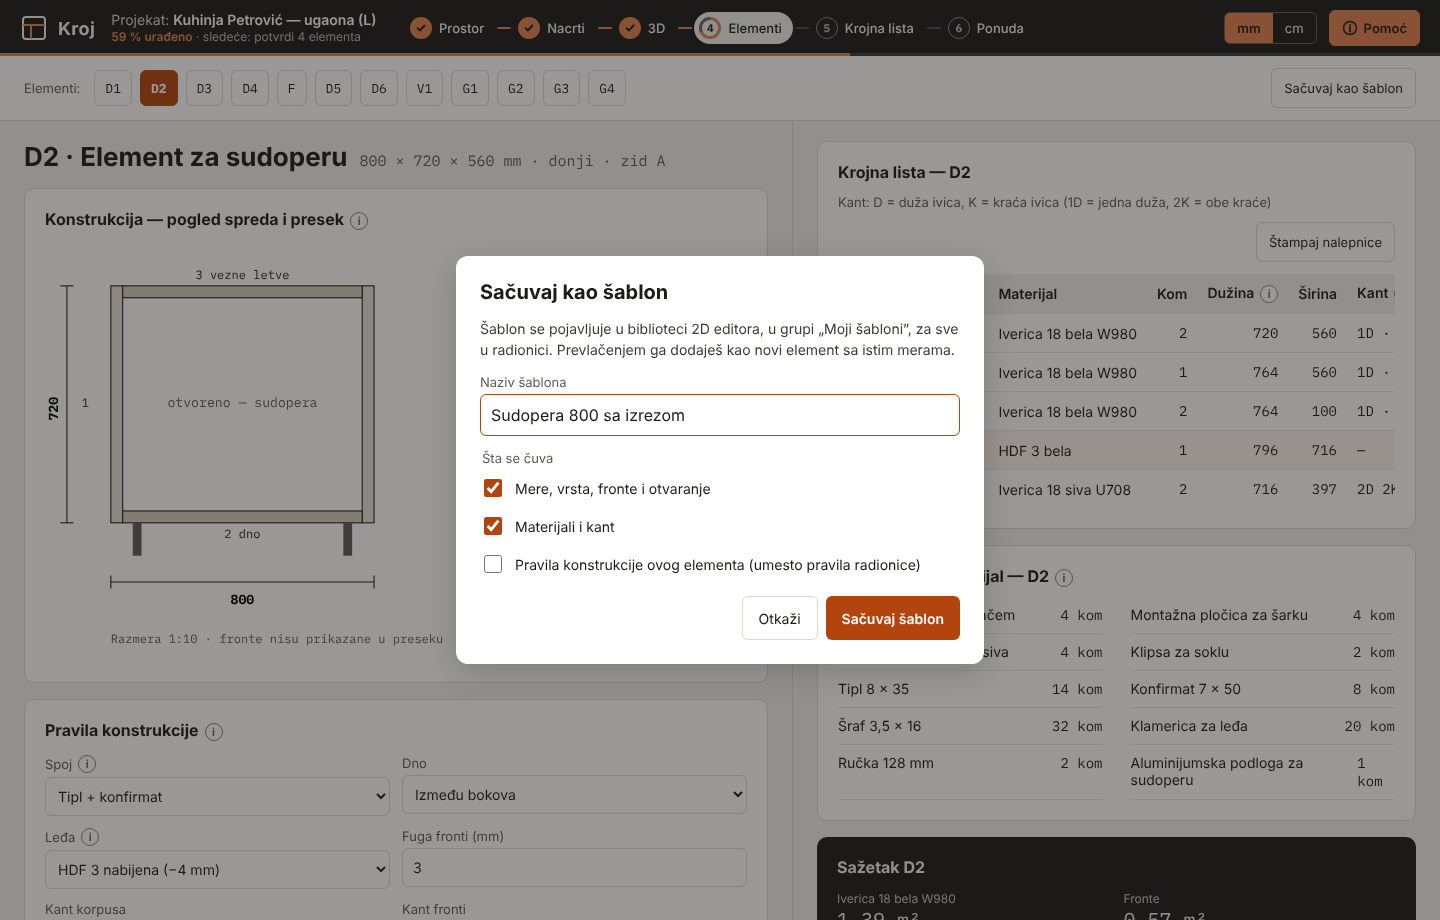 Kroj
Projekat: Kuhinja Petrović — ugaona (L)
59 % urađeno · sledeće: potvrdi 4 elementa
Prostor
Nacrti
3D
4 Elementi
5 Krojna lista
6 Ponuda
mm
cm
Pomoć
Elementi:
D1
D2
D3
D4
F
D5
D6
V1
G1
G2
G3
G4
Sačuvaj kao šablon
D2 · Element za sudoperu 800 × 720 × 560 mm · donji · zid A
Konstrukcija — pogled spreda i presek i
3 vezne letve
720
1
otvoreno — sudopera
2 dno
800
Razmera 1:10 · fronte nisu prikazane u preseku
Pravila konstrukcije i
Spoj i
Tipl + konfirmat
Dno
Između bokova
Leđa i
HDF 3 nabijena (−4 mm)
Fuga fronti (mm)
3
Kant korpusa
Kant fronti
Sačuvaj kao šablon
Šablon se pojavljuje u biblioteci 2D editora, u grupi „Moji šabloni“, za sve
u radionici. Prevlačenjem ga dodaješ kao novi element sa istim merama.
Naziv šablona
Sudopera 800 sa izrezom
Šta se čuva
Mere, vrsta, fronte i otvaranje
Materijali i kant
Pravila konstrukcije ovog elementa (umesto pravila radionice)
Otkaži
Sačuvaj šablon
Krojna lista — D2
Kant: D = duža ivica, K = kraća ivica (1D = jedna duža, 2K = obe kraće)
Štampaj nalepnice
Materijal Kom Dužina i Širina Kant
Iverica 18 bela W980 2 720 560 1D ·
Iverica 18 bela W980 1 764 560 1D ·
Iverica 18 bela W980 2 764 100 1D ·
HDF 3 bela 1 796 716 —
Iverica 18 siva U708 2 716 397 2D 2K
ijal — D2 i
ačem 4 kom
Montažna pločica za šarku 4 kom
siva 4 kom
Klipsa za soklu 2 kom
Tipl 8 × 35 14 kom
Konfirmat 7 × 50 8 kom
Šraf 3,5 × 16 32 kom
Klamerica za leđa 20 kom
Ručka 128 mm 2 kom
Aluminijumska podloga za sudoperu 1 kom
Sažetak D2
Iverica 18 bela W980
1,39 m²
Fronte
0,57 m²